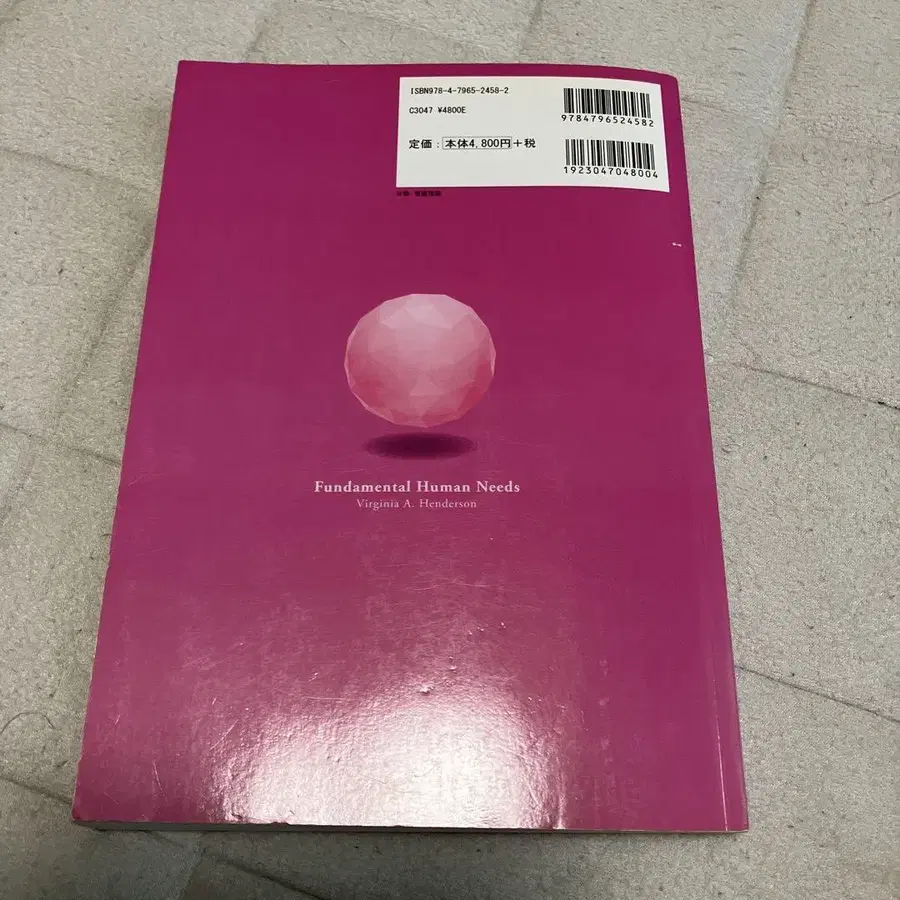 ISBN978-4-7965-2458-2
C3047 ¥4800E
定価：本体4,800円+税
9784796524582
1923047048004
Fundamental Human Needs
Virginia A. Henderson